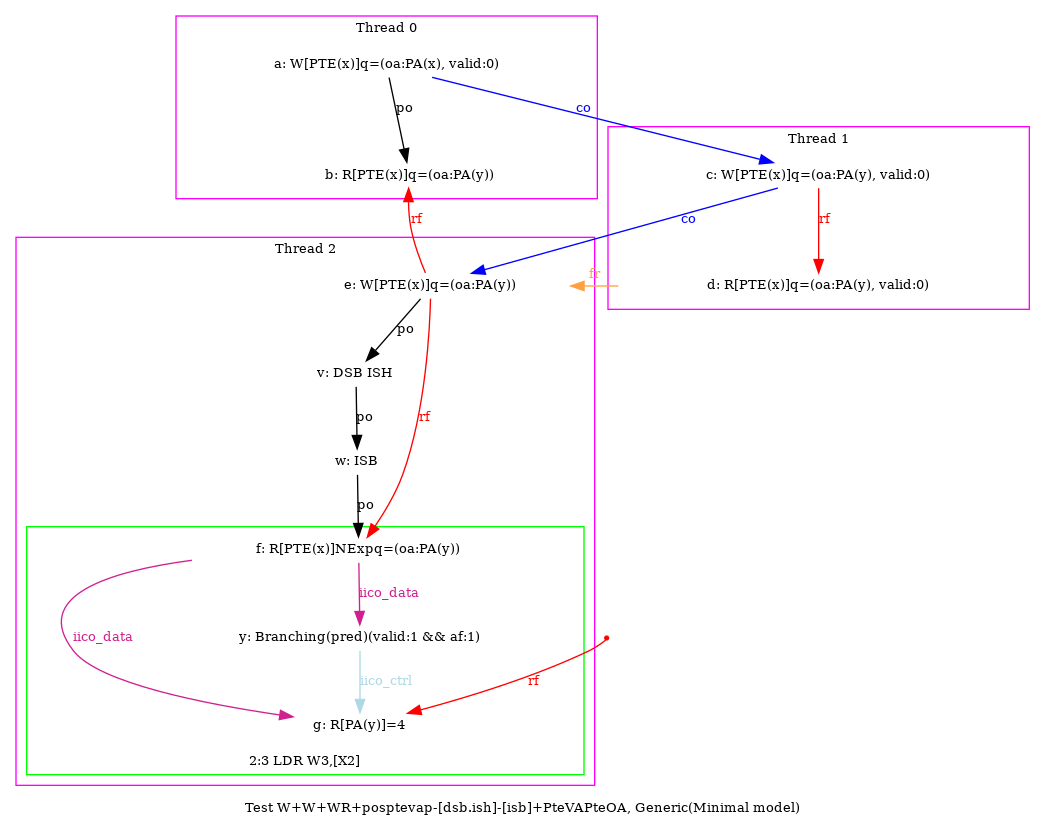 Thread 0
a: W[PTE(x)]q=(oa:PA(x), valid:0)
po
co
Thread 1
b: R[PTE(x)]q=(oa:PA(y))
c: W[PTE(x)]q=(oa:PA(y), valid:0)
rf
co
rf
Thread 2
fr
e: W[PTE(x)]q=(oa:PA(y))
d: R[PTE(x)]q=(oa:PA(y), valid:0)
po
v: DSB ISH
po
rf
w: ISB
po
f: R[PTE(x)]NExpq=(oa:PA(y))
iico_data
iico_data
y: Branching(pred)(valid:1 && af:1)
iico_ctrl
rf
g: R[PA(y)]=4
2:3 LDR W3,[X2]
Test W+W+WR+posptevap-[dsb.ish]-[isb]+PteVAPteOA, Generic(Minimal model)